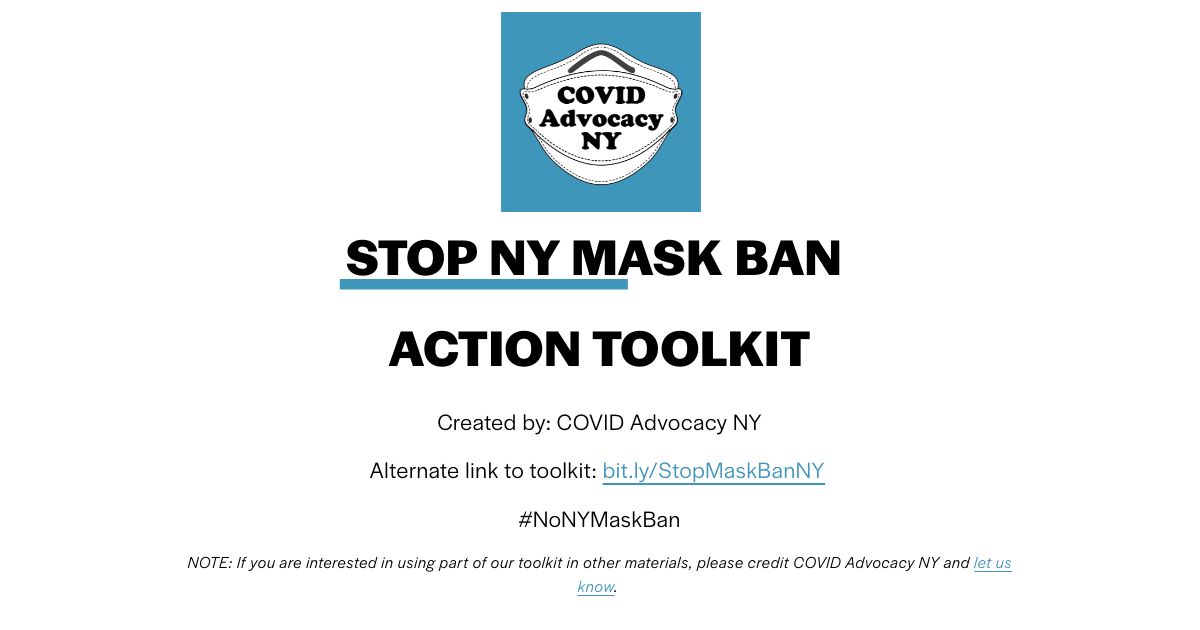 COVID
Advocacy
NY
STOP NY MASK BAN
ACTION TOOLKIT
Created by: COVID Advocacy NY
Alternate link to toolkit: bit.ly/StopMaskBanNY
#NoNYMaskBan
NOTE: If you are interested in using part of our toolkit in other materials, please credit COVID Advocacy NY and let us
know.